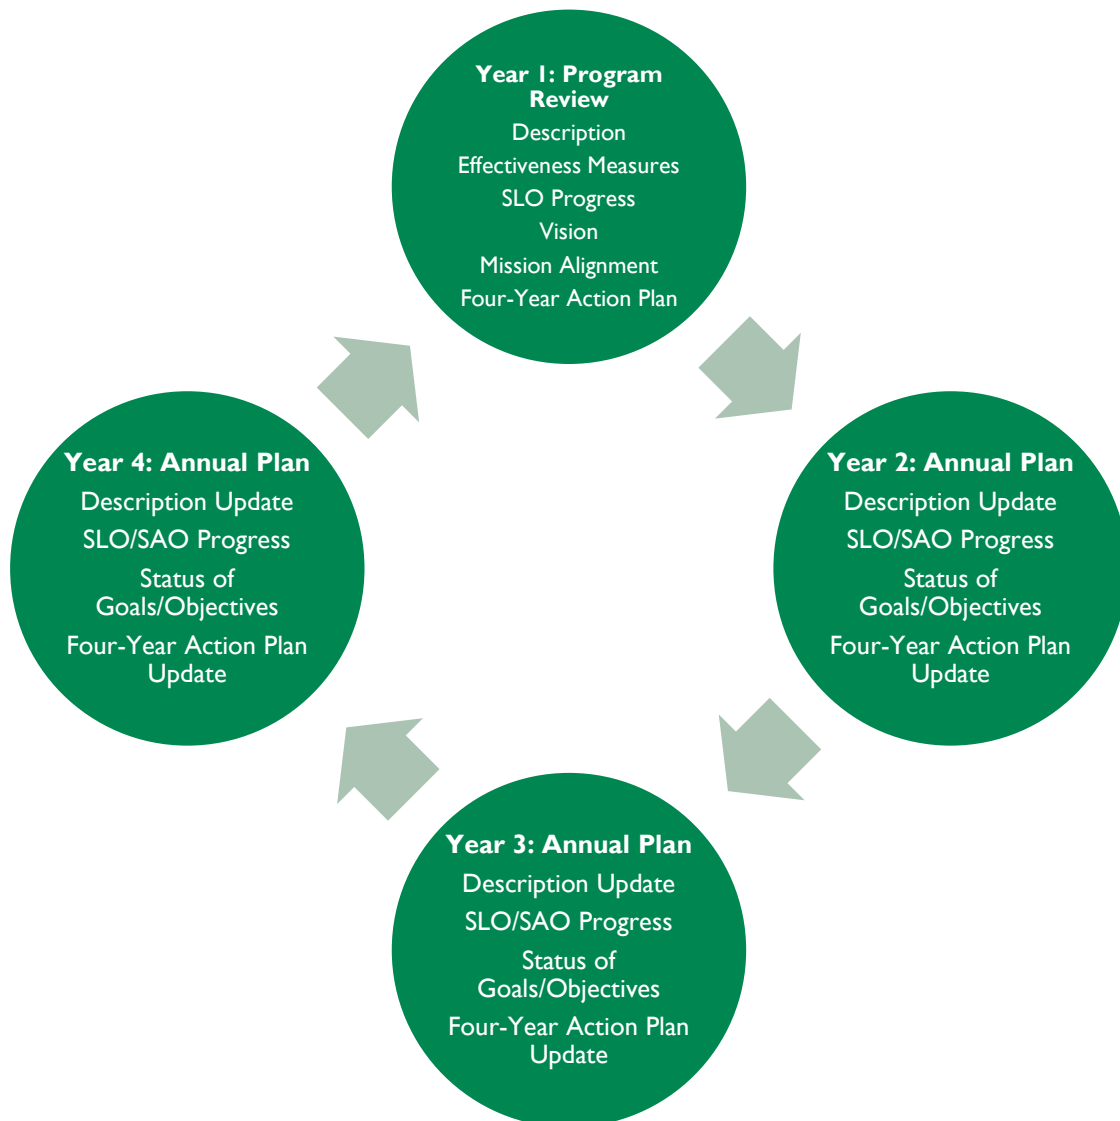 Year 1: Program
Review
Description
Effectiveness Measures
SLO Progress
Vision
Mission Alignment
Four-Year Action Plan
Year 2: Annual Plan
Description Update
SLO/SAO Progress
Status of
Goals/Objectives
Four-Year Action Plan
Update
Year 3: Annual Plan
Description Update
SLO/SAO Progress
Status of
Goals/Objectives
Four-Year Action Plan
Update
Year 4: Annual Plan
Description Update
SLO/SAO Progress
Status of
Goals/Objectives
Four-Year Action Plan
Update